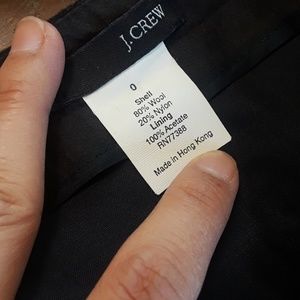 J.CREW
0
Shell
80% Wool
20% Nylon
Lining
100% Acetate
RN77388
Made in Hong Kong